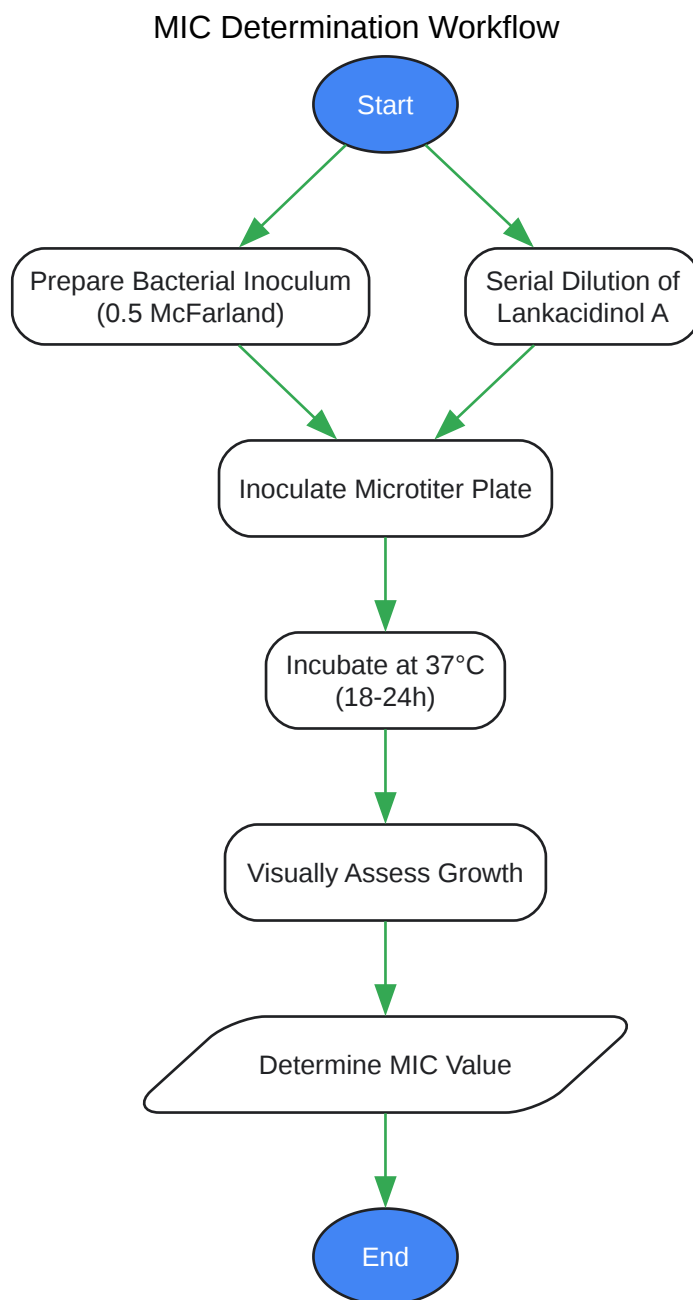 MIC Determination Workflow
Start
Prepare Bacterial Inoculum
(0.5 McFarland)
Serial Dilution of
Lankacidinol A
Inoculate Microtiter Plate
Incubate at 37°C
(18-24h)
Visually Assess Growth
Determine MIC Value
End